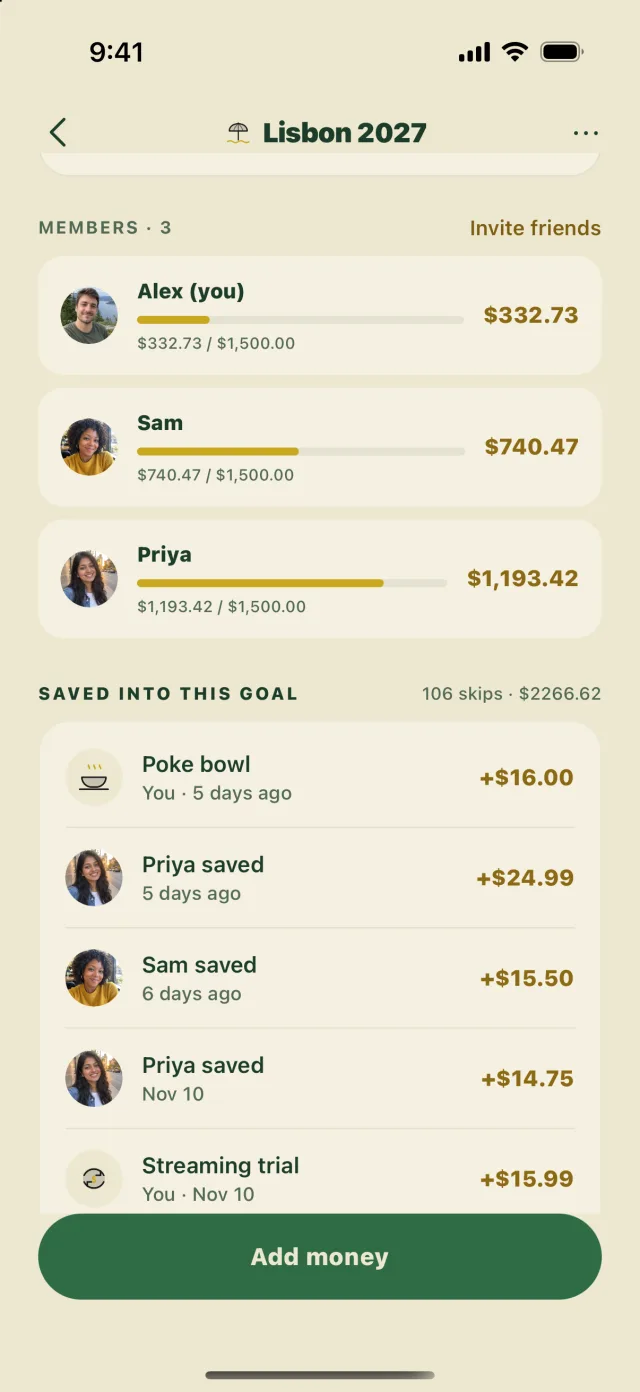 9:41
Lisbon 2027
MEMBERS · 3
Invite friends
Alex (you)
$332.73
$332.73 / $1,500.00
Sam
$740.47
$740.47 / $1,500.00
Priya
$1,193.42
$1,193.42 / $1,500.00
SAVED INTO THIS GOAL
106 skips · $2266.62
Poke bowl
+$16.00
You · 5 days ago
Priya saved
+$24.99
5 days ago
Sam saved
+$15.50
6 days ago
Priya saved
+$14.75
Nov 10
Streaming trial
+$15.99
You · Nov 10
Add money